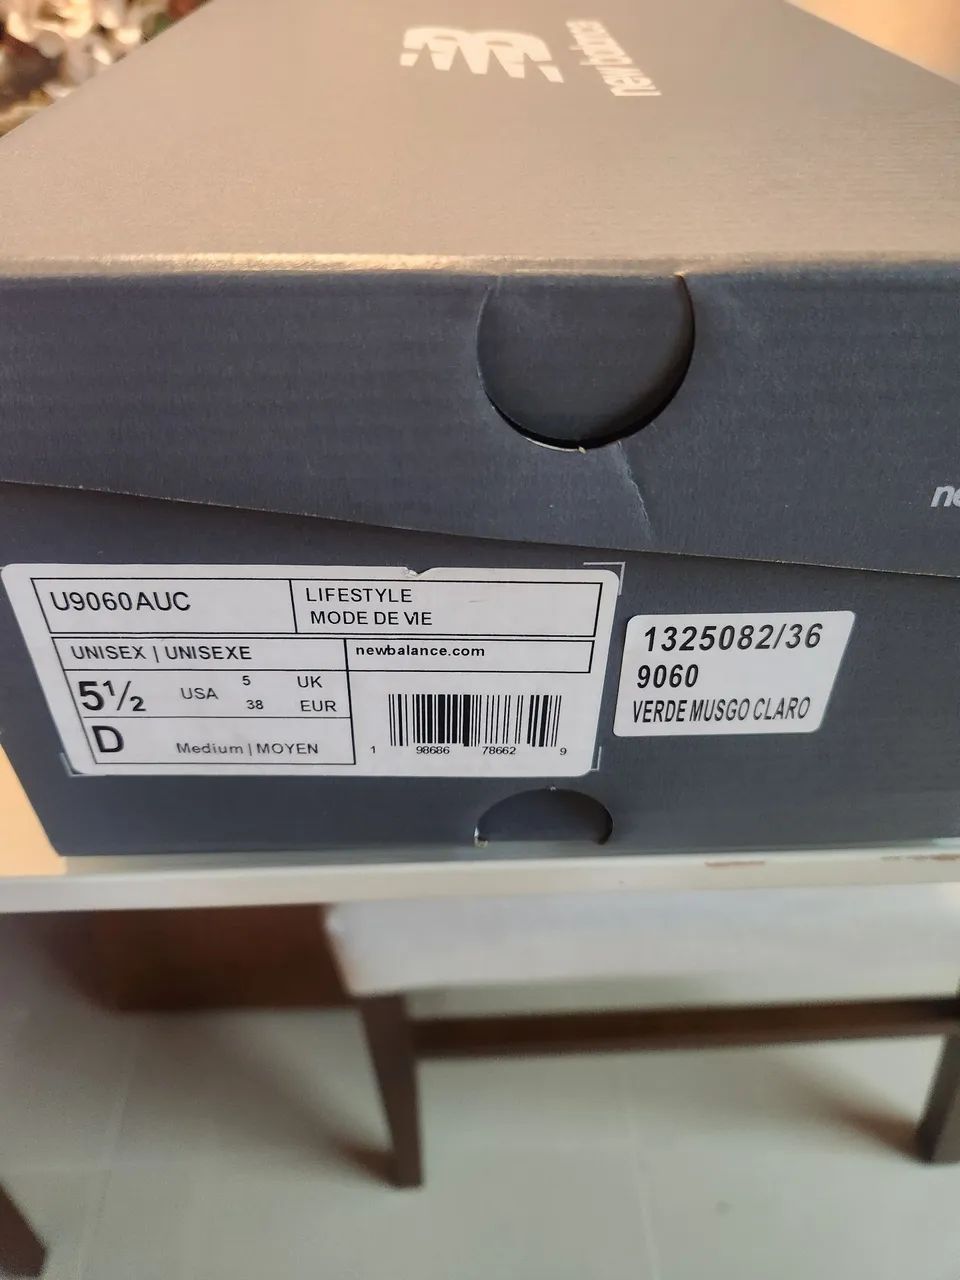 new balance
ne
U9060AUC
LIFESTYLE
MODE DE VIE
UNISEX | UNISEXE
newbalance.com
5½ USA 5 UK
38 EUR
D Medium | MOYEN
1 98686 78662 9
1325082/36
9060
VERDE MUSGO CLARO